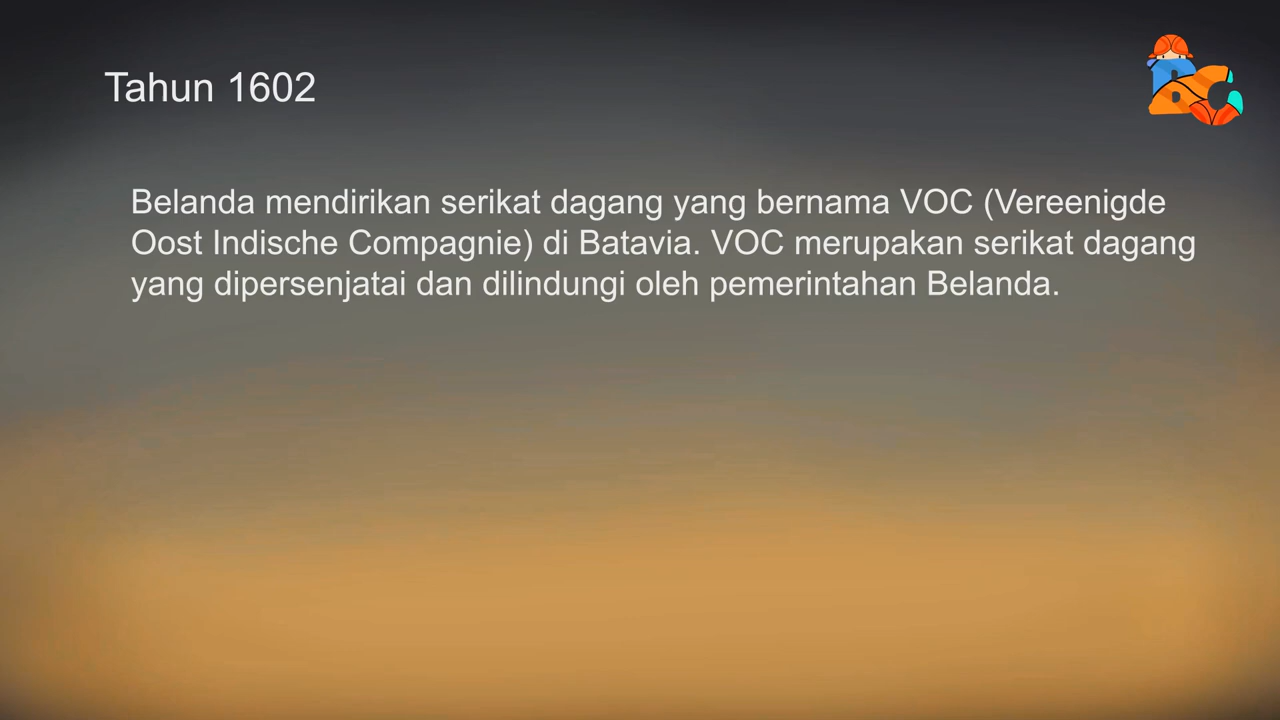 Tahun 1602
BC
Belanda mendirikan serikat dagang yang bernama VOC (Vereenigde
Oost Indische Compagnie) di Batavia. VOC merupakan serikat dagang
yang dipersenjatai dan dilindungi oleh pemerintahan Belanda.